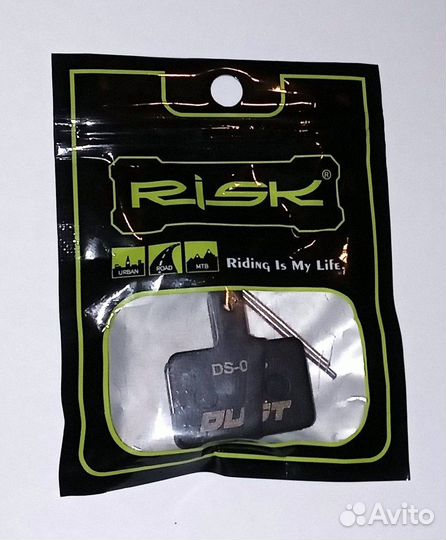 RiSK®
URBAN ROAD MTB Riding Is My Life.
DS-0
Avito